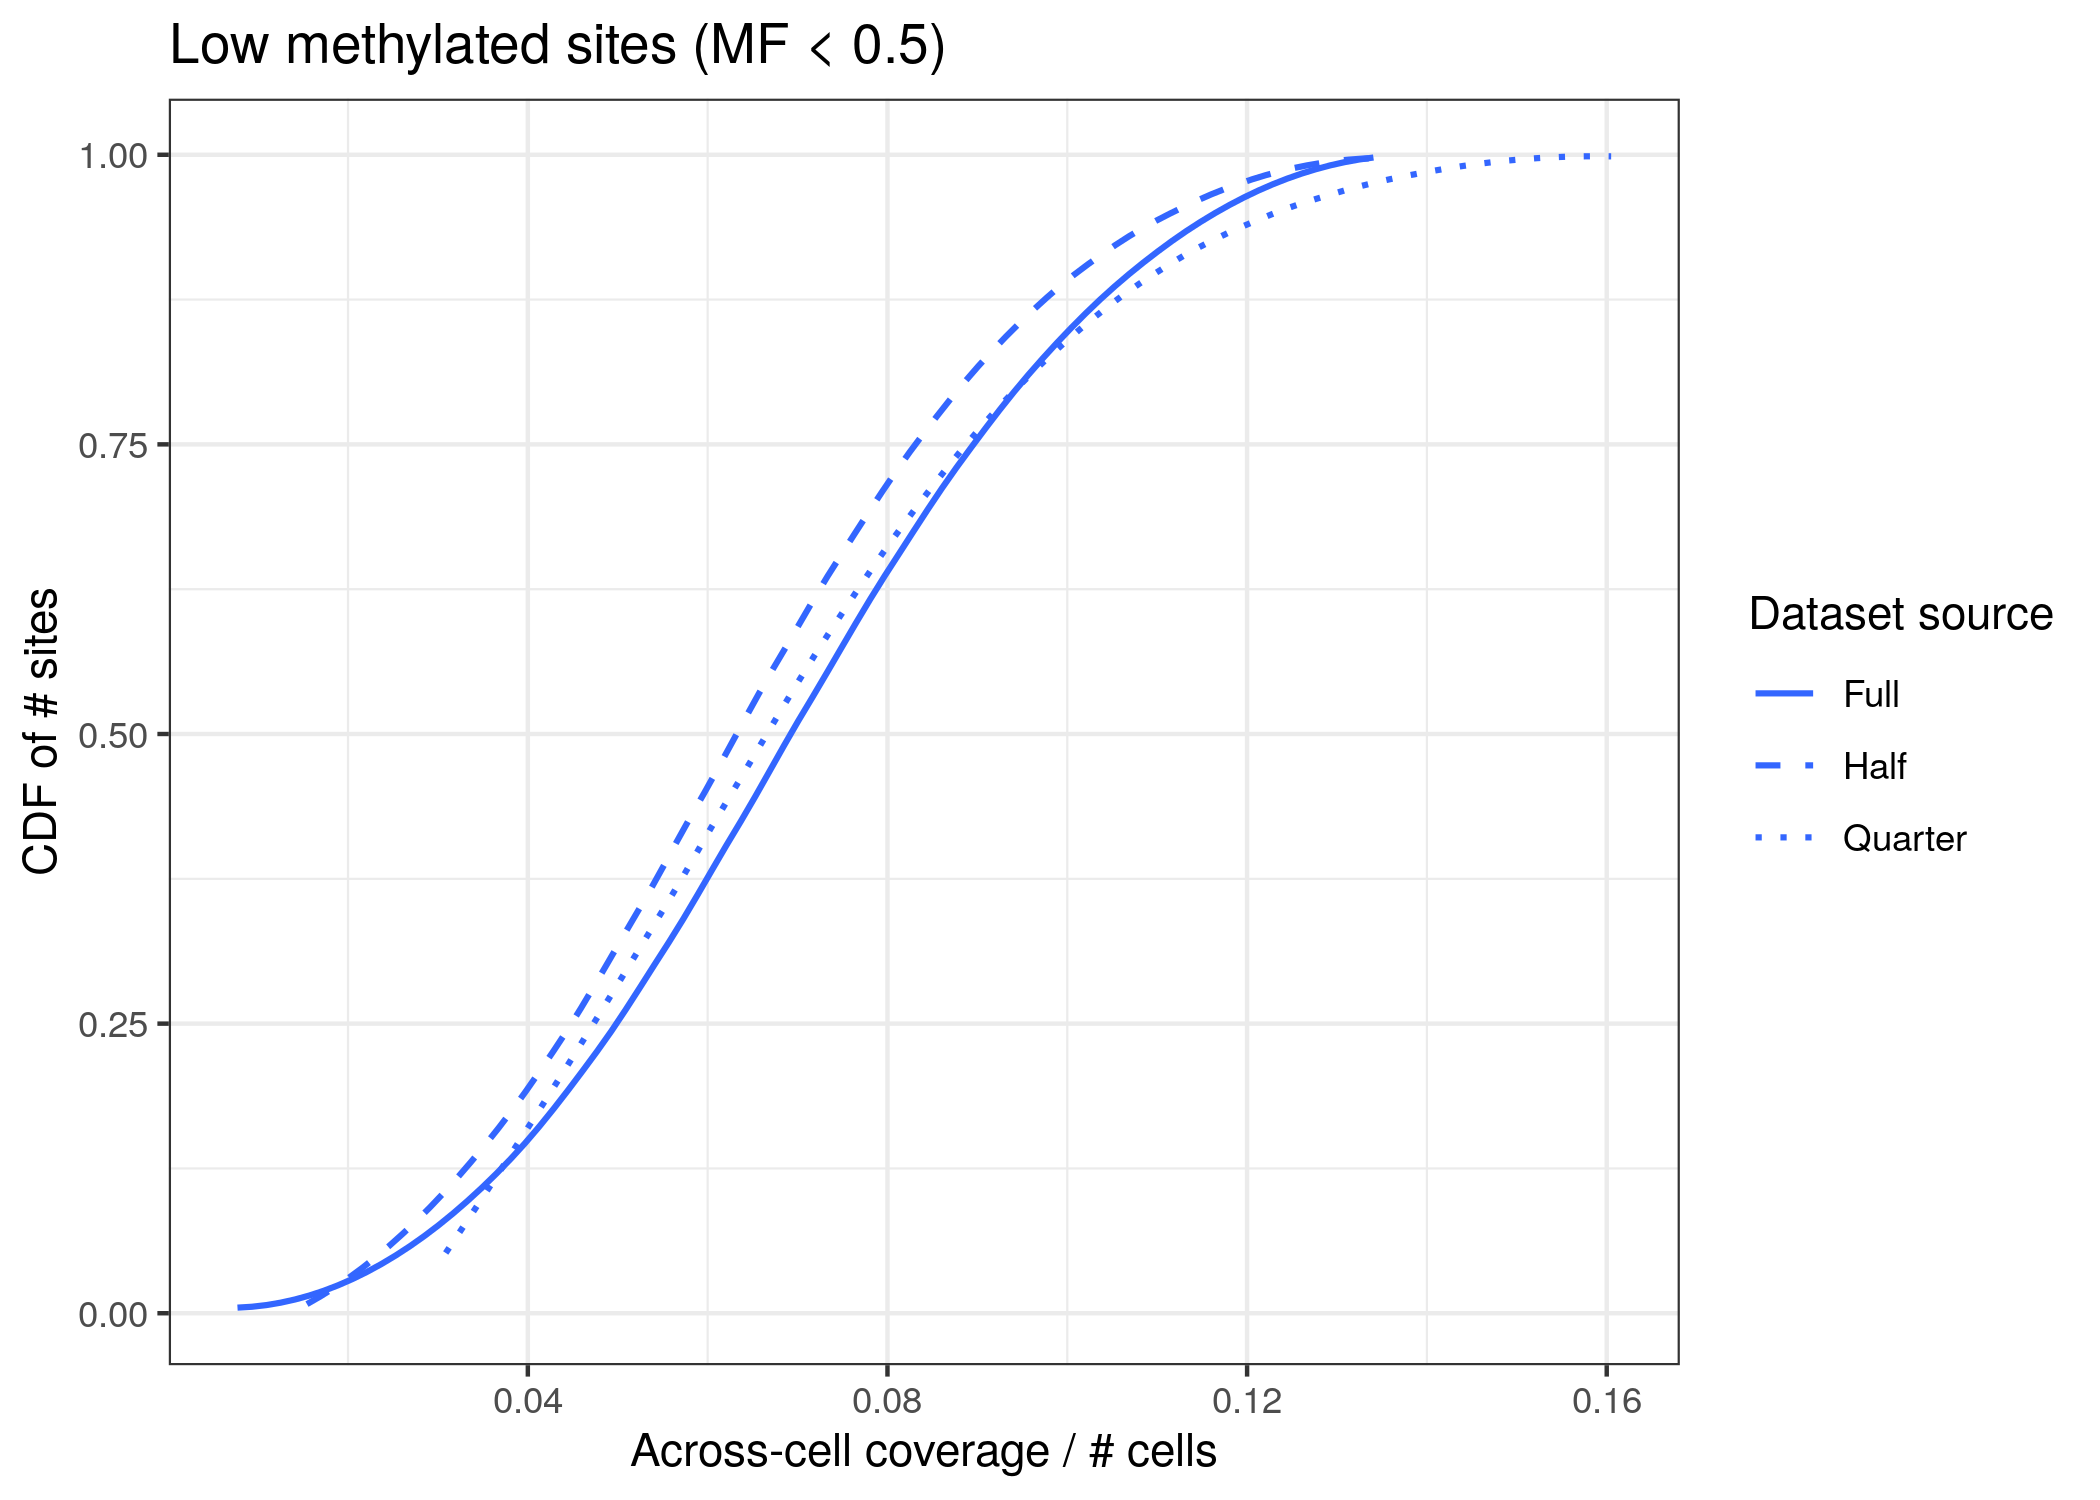 Low methylated sites (MF < 0.5)
1.00
0.75
0.50
0.25
0.00
CDF of # sites
0.04 0.08 0.12 0.16
Across-cell coverage / # cells
Dataset source
Full
Half
Quarter